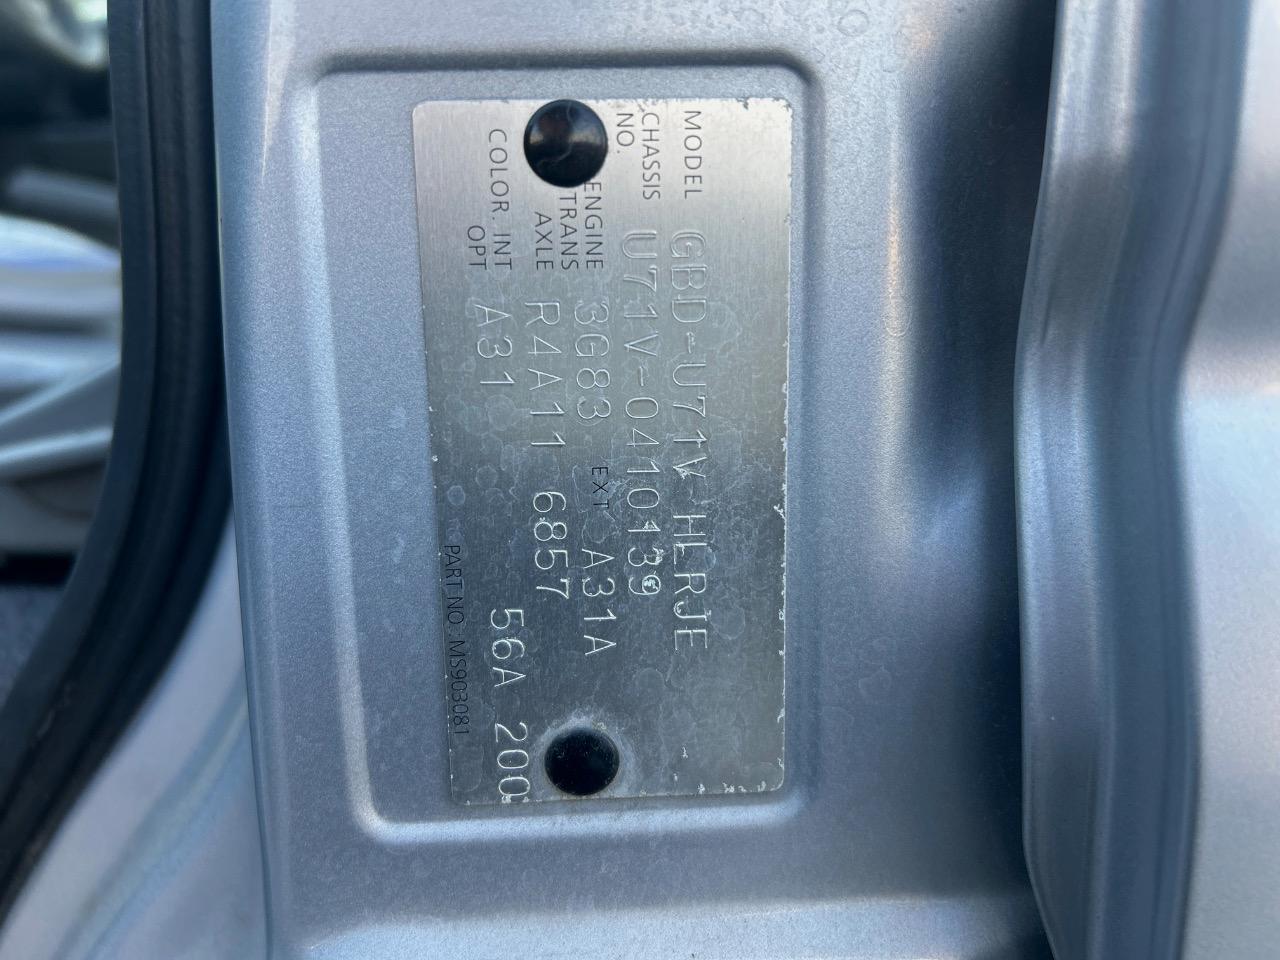 MODEL GBD-U71V-HLRJE
CHASSIS NO. U71V-0410139
ENGINE 3G83 EXT A31A
TRANS AXLE R4A11 6857
COLOR. INT OPT A31 56A 200
PART NO : MS903081